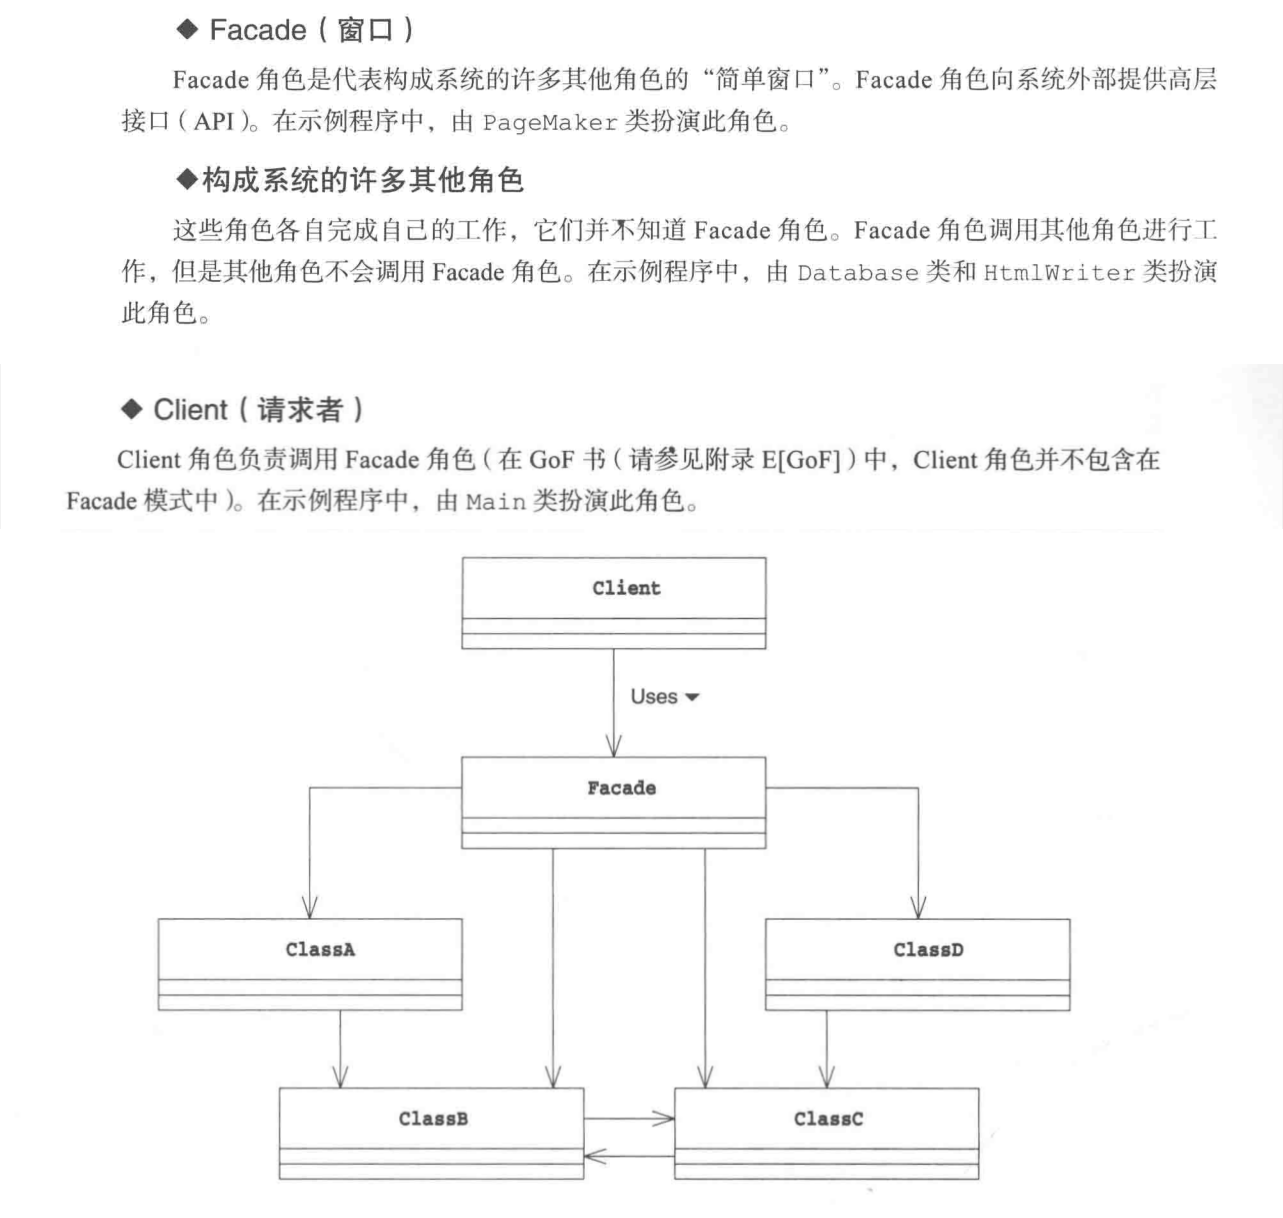 ◆ Facade（窗口）
Facade 角色是代表构成系统的许多其他角色的“简单窗口”。Facade 角色向系统外部提供高层
接口（API）。在示例程序中，由 PageMaker 类扮演此角色。
◆构成系统的许多其他角色
这些角色各自完成自己的工作，它们并不知道 Facade 角色。Facade 角色调用其他角色进行工
作，但是其他角色不会调用 Facade 角色。在示例程序中，由 Database 类和 HtmlWriter 类扮演
此角色。
◆ Client（请求者）
Client 角色负责调用 Facade 角色（在 GoF 书（请参见附录 E[GoF]）中，Client 角色并不包含在
Facade 模式中）。在示例程序中，由 Main 类扮演此角色。
Client
Uses
Facade
ClassA
ClassD
ClassB
ClassC